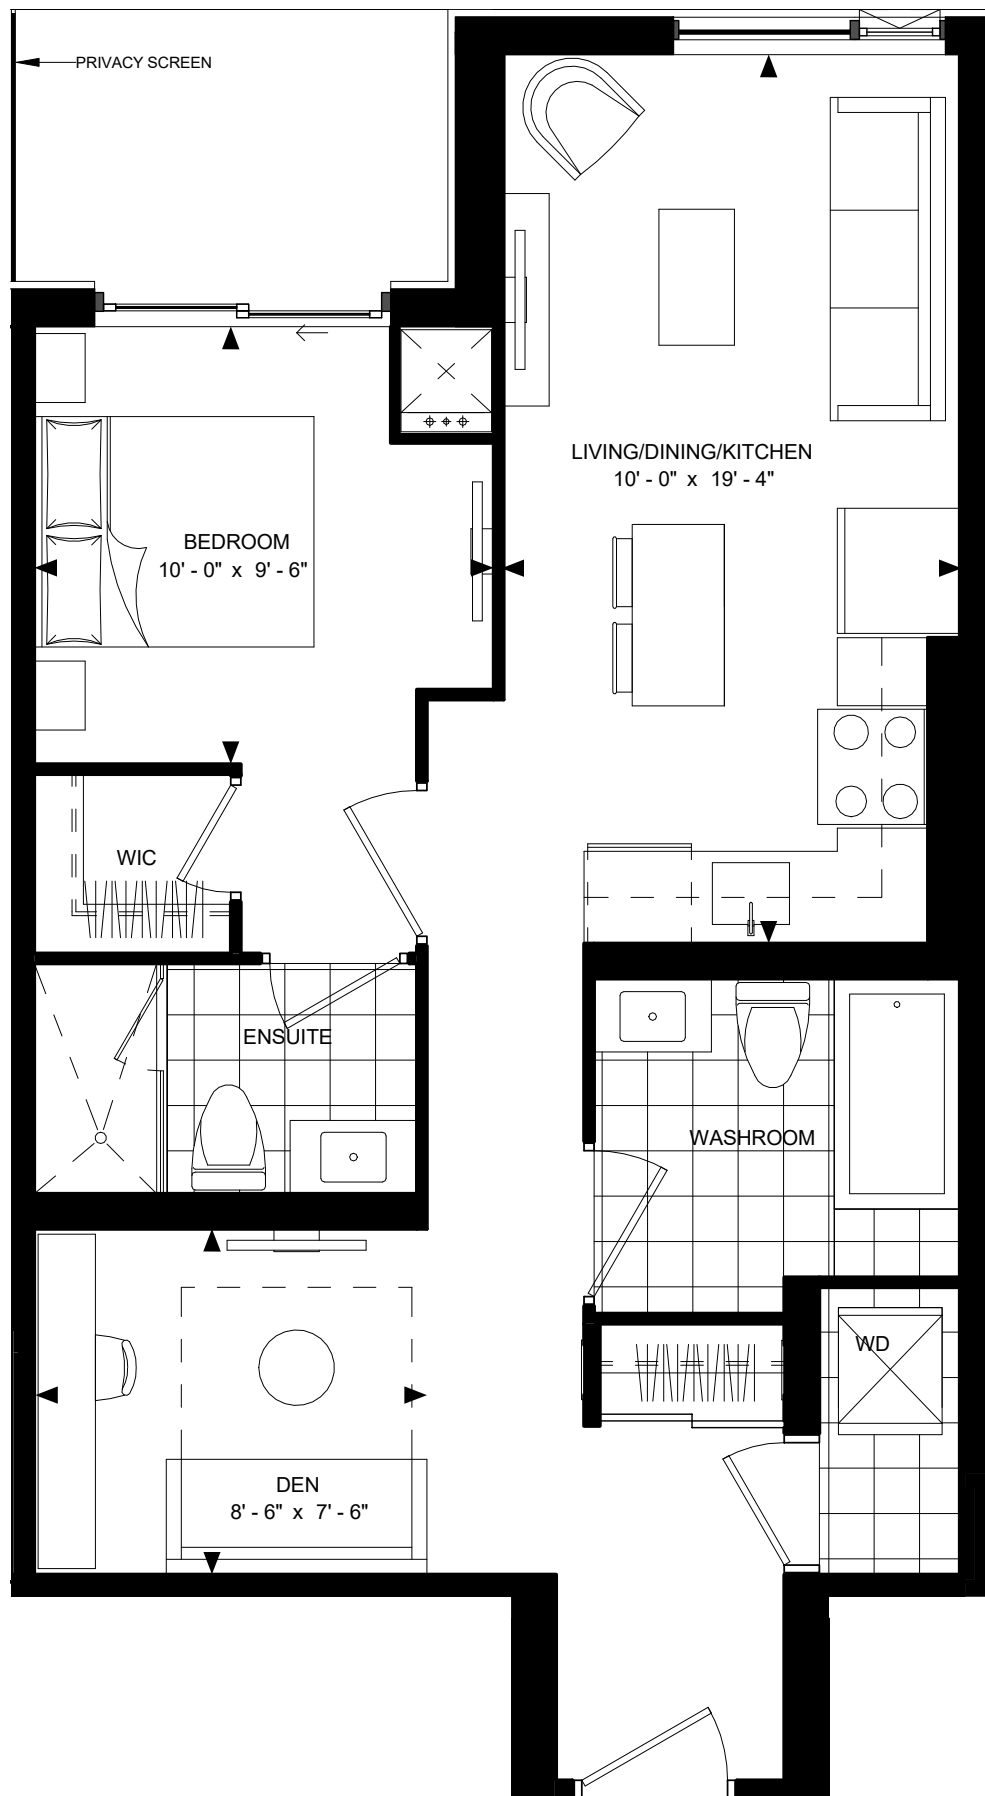 PRIVACY SCREEN
LIVING/DINING/KITCHEN
10' - 0" x 19' - 4"
BEDROOM
10' - 0" x 9' - 6"
WIC
ENSUITE
WASHROOM
WD
DEN
8' - 6" x 7' - 6"